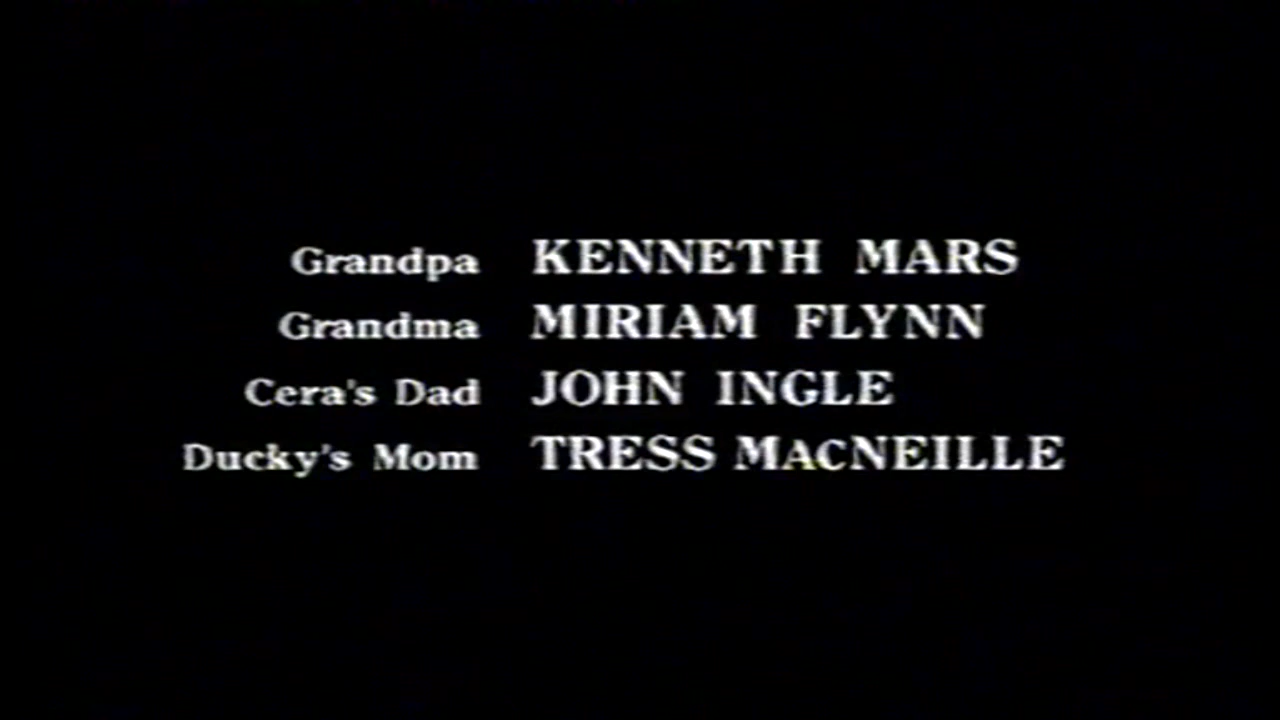 Grandpa KENNETH MARS
Grandma MIRIAM FLYNN
Cera's Dad JOHN INGLE
Ducky's Mom TRESS MACNEILLE